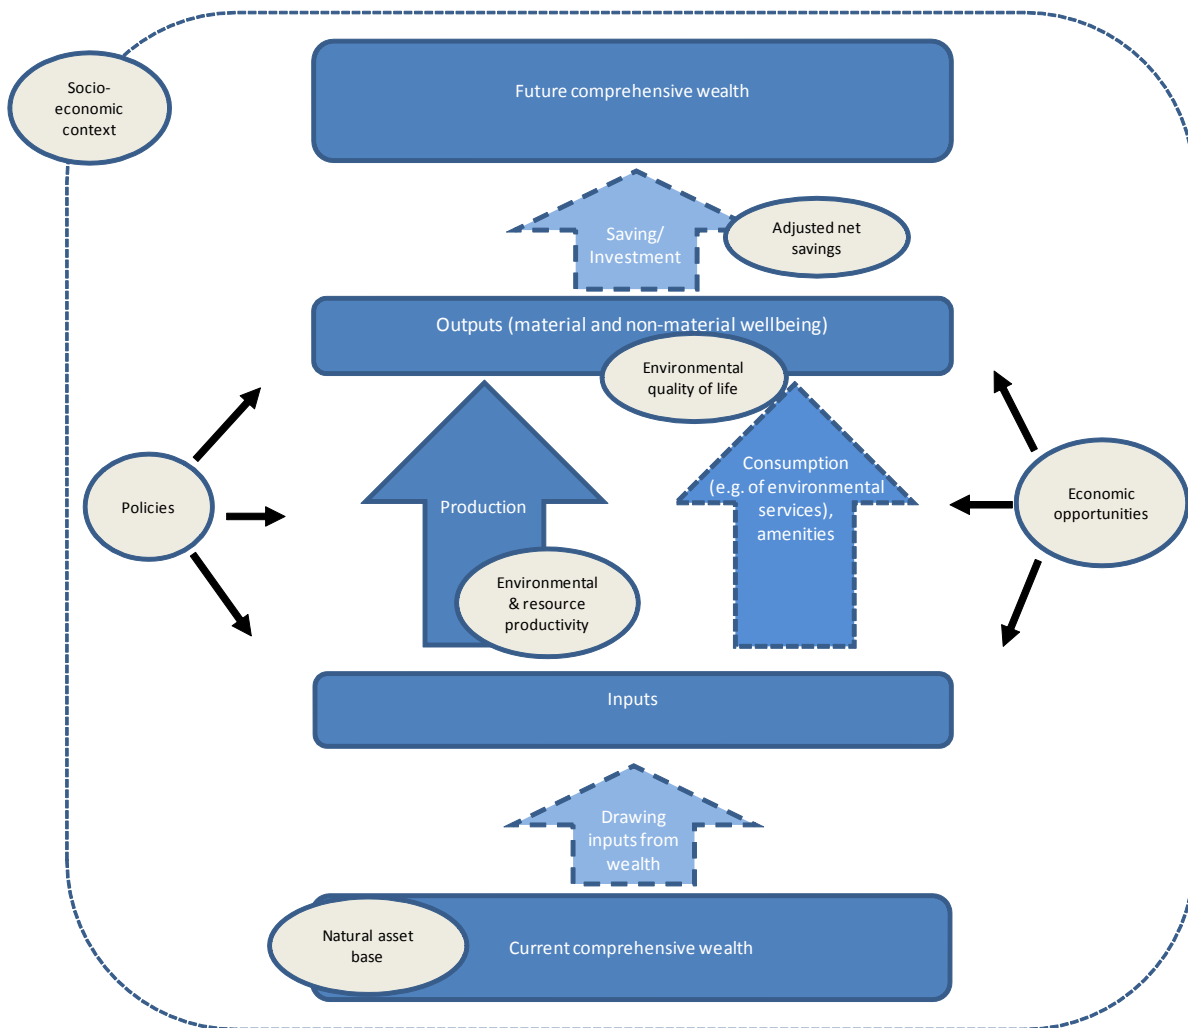 Socio-
economic
context
Future comprehensive wealth
Saving/
Investment
Adjusted net
savings
Outputs (material and non-material wellbeing)
Environmental
quality of life
Policies
Production
Consumption
(e.g. of environmental
services),
amenities
Economic
opportunities
Environmental
& resource
productivity
Inputs
Drawing
inputs from
wealth
Natural asset
base
Current comprehensive wealth